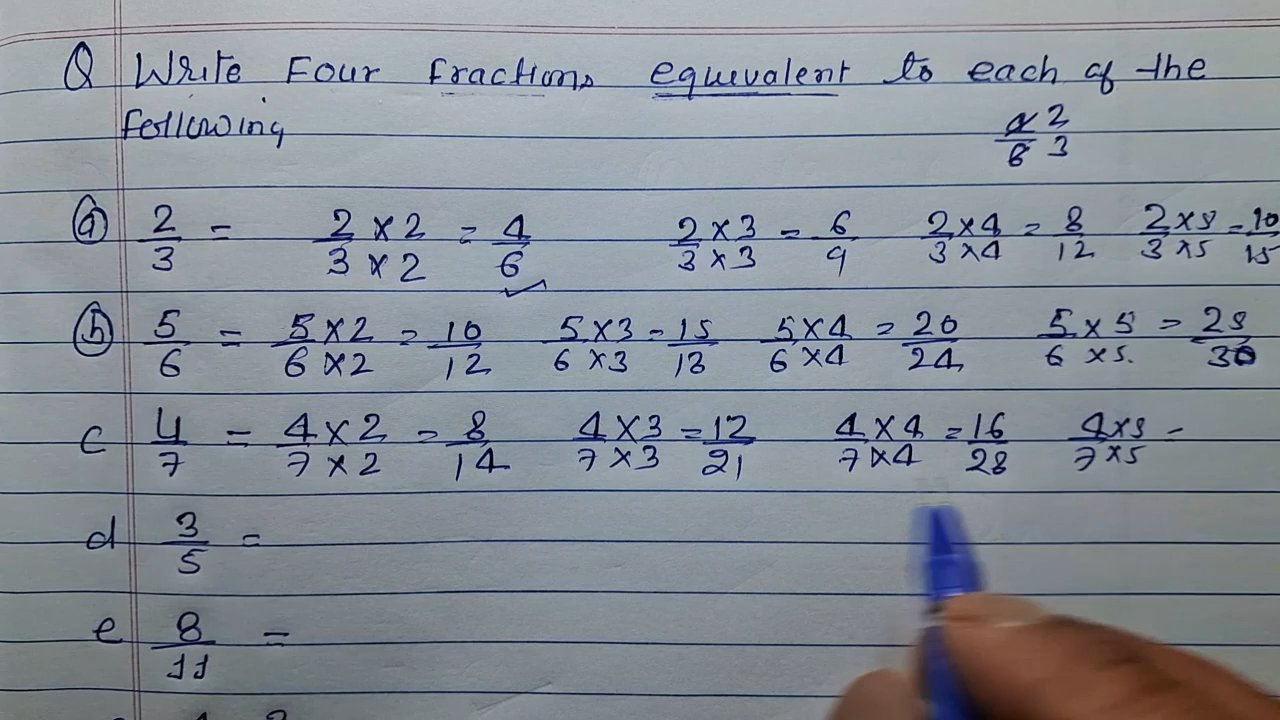 Q Write Four fractions equivalent to each of the
following
2/3
6 3
(a) 2/3 = 2 × 2 / 3 × 2 = 4/6 2 × 3 / 3 × 3 = 6/9 2 × 4 / 3 × 4 = 8/12 2 × 5 / 3 × 5 = 10/15
(b) 5/6 = 5 × 2 / 6 × 2 = 10/12 5 × 3 / 6 × 3 = 15/18 5 × 4 / 6 × 4 = 20/24 5 × 5 / 6 × 5 = 25/30
c 4/7 = 4 × 2 / 7 × 2 = 8/14 4 × 3 / 7 × 3 = 12/21 4 × 4 / 7 × 4 = 16/28 4 × 5 / 7 × 5 =
d 3/5 =
e 8/11 =